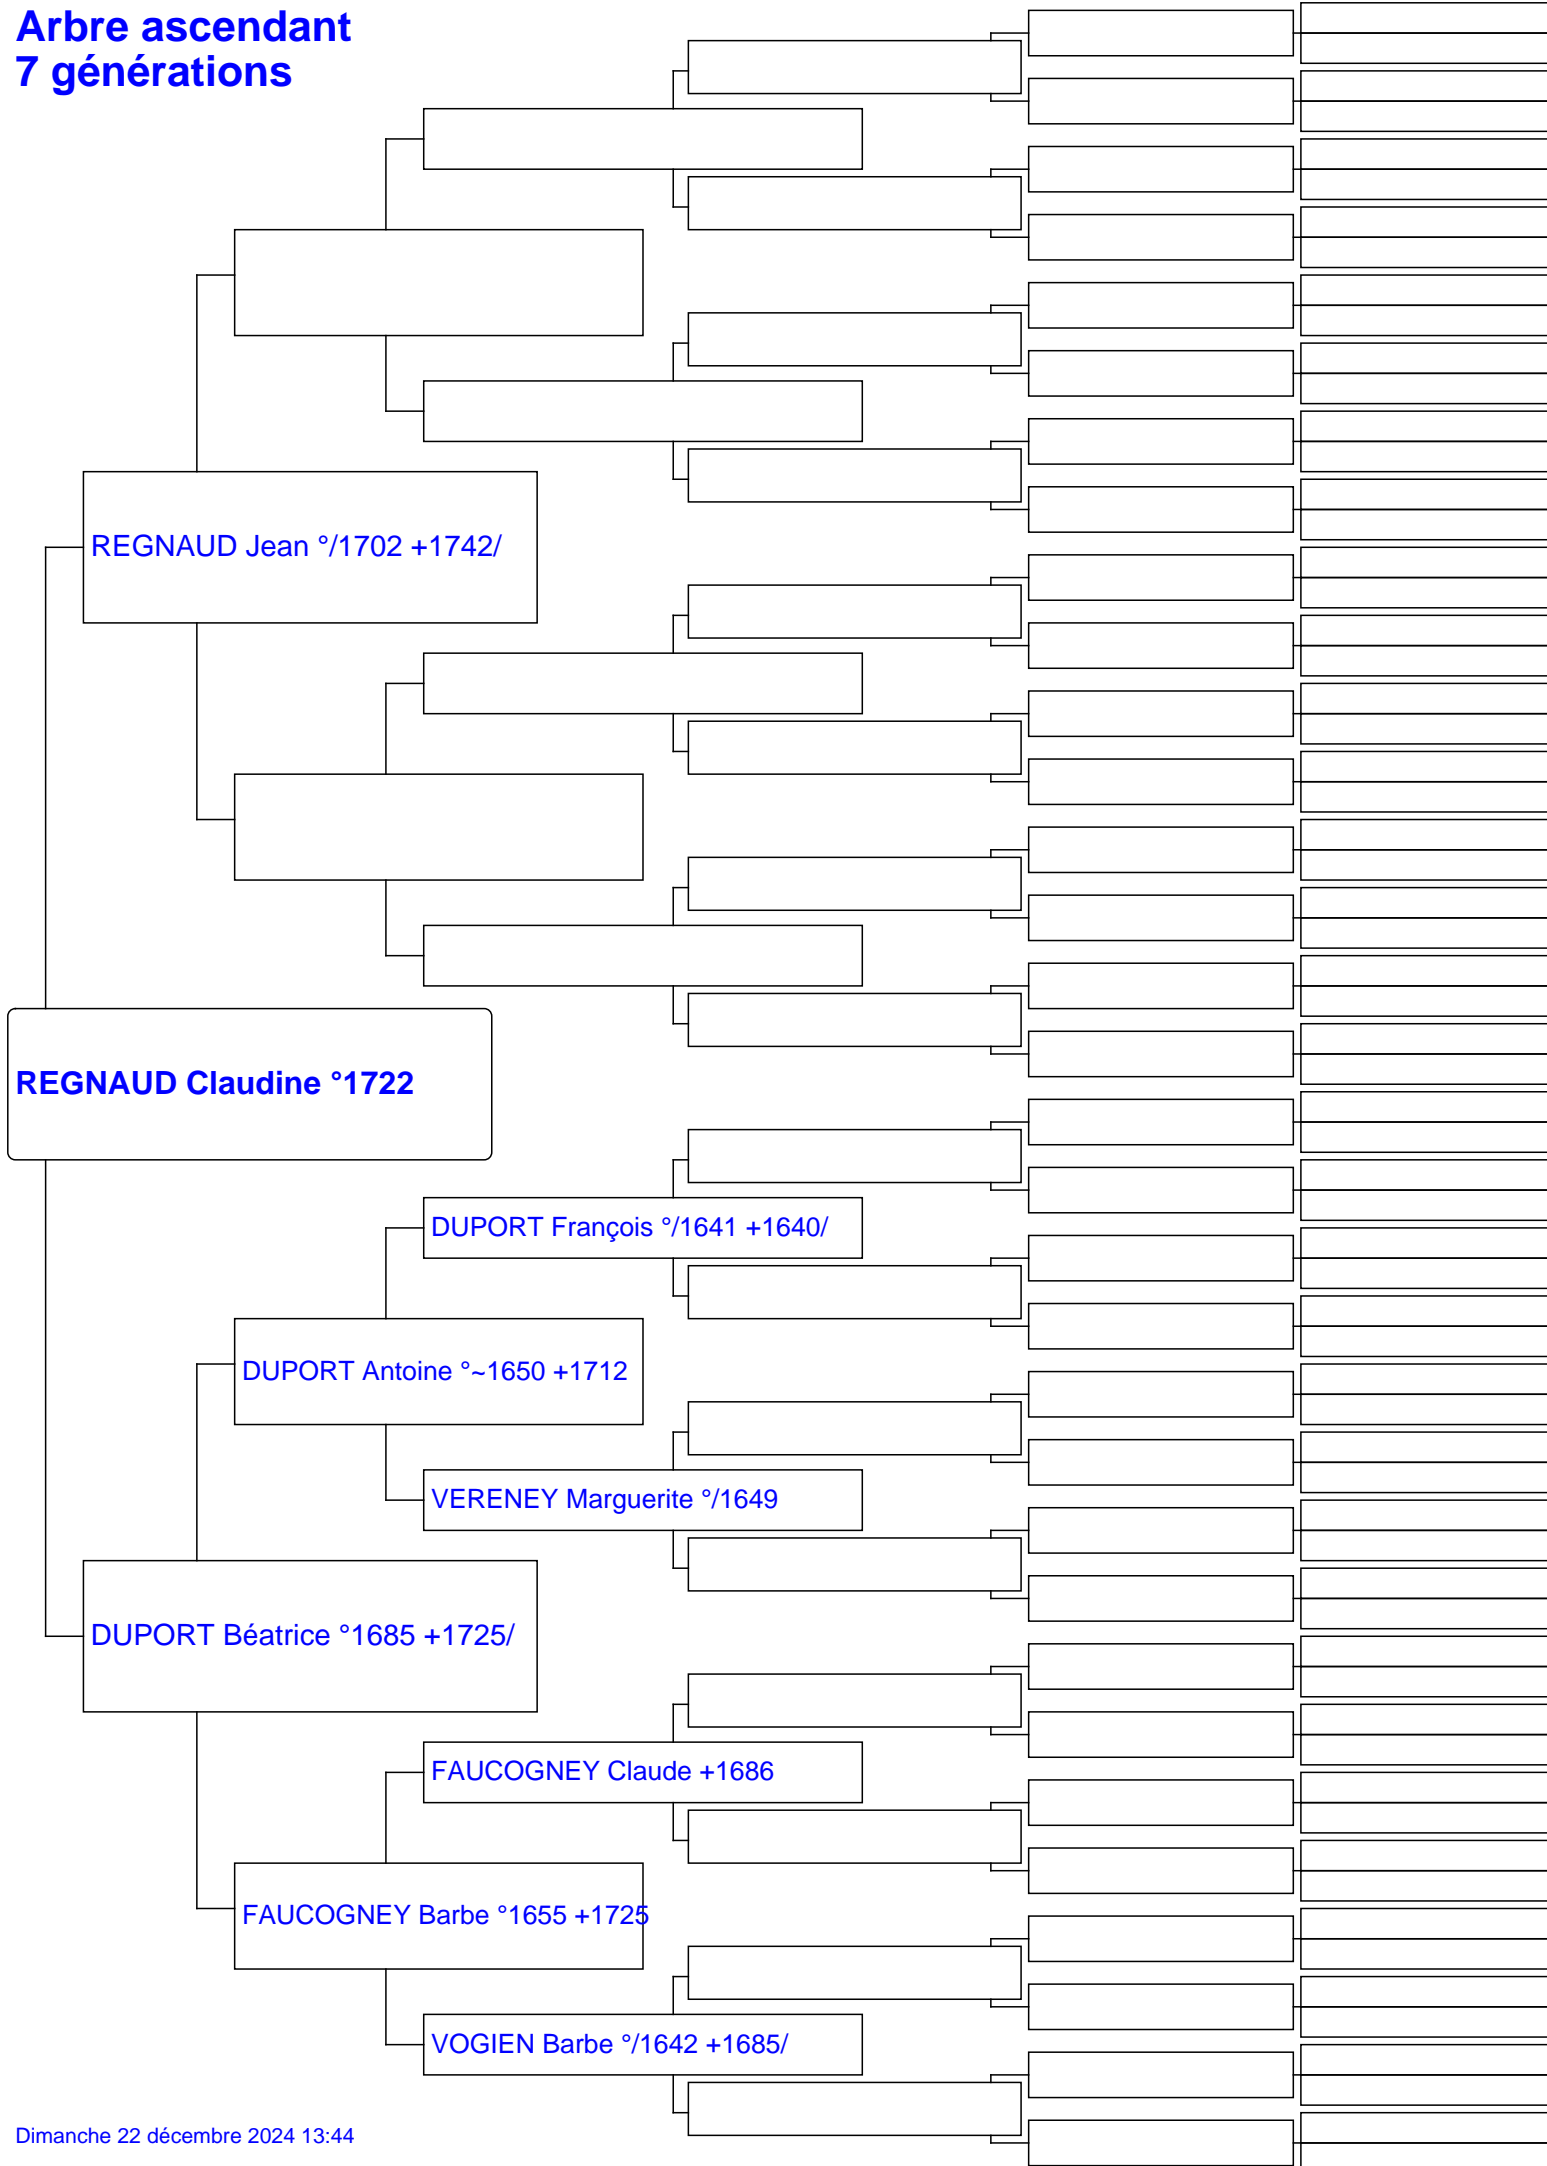 Arbre ascendant
7 générations
REGNAUD Jean °/1702 +1742/
REGNAUD Claudine °1722
DUPORT François °/1641 +1640/
DUPORT Antoine °~1650 +1712
VERENEY Marguerite °/1649
DUPORT Béatrice °1685 +1725/
FAUCOGNEY Claude +1686
FAUCOGNEY Barbe °1655 +1725
VOGIEN Barbe °/1642 +1685/
Dimanche 22 décembre 2024 13:44